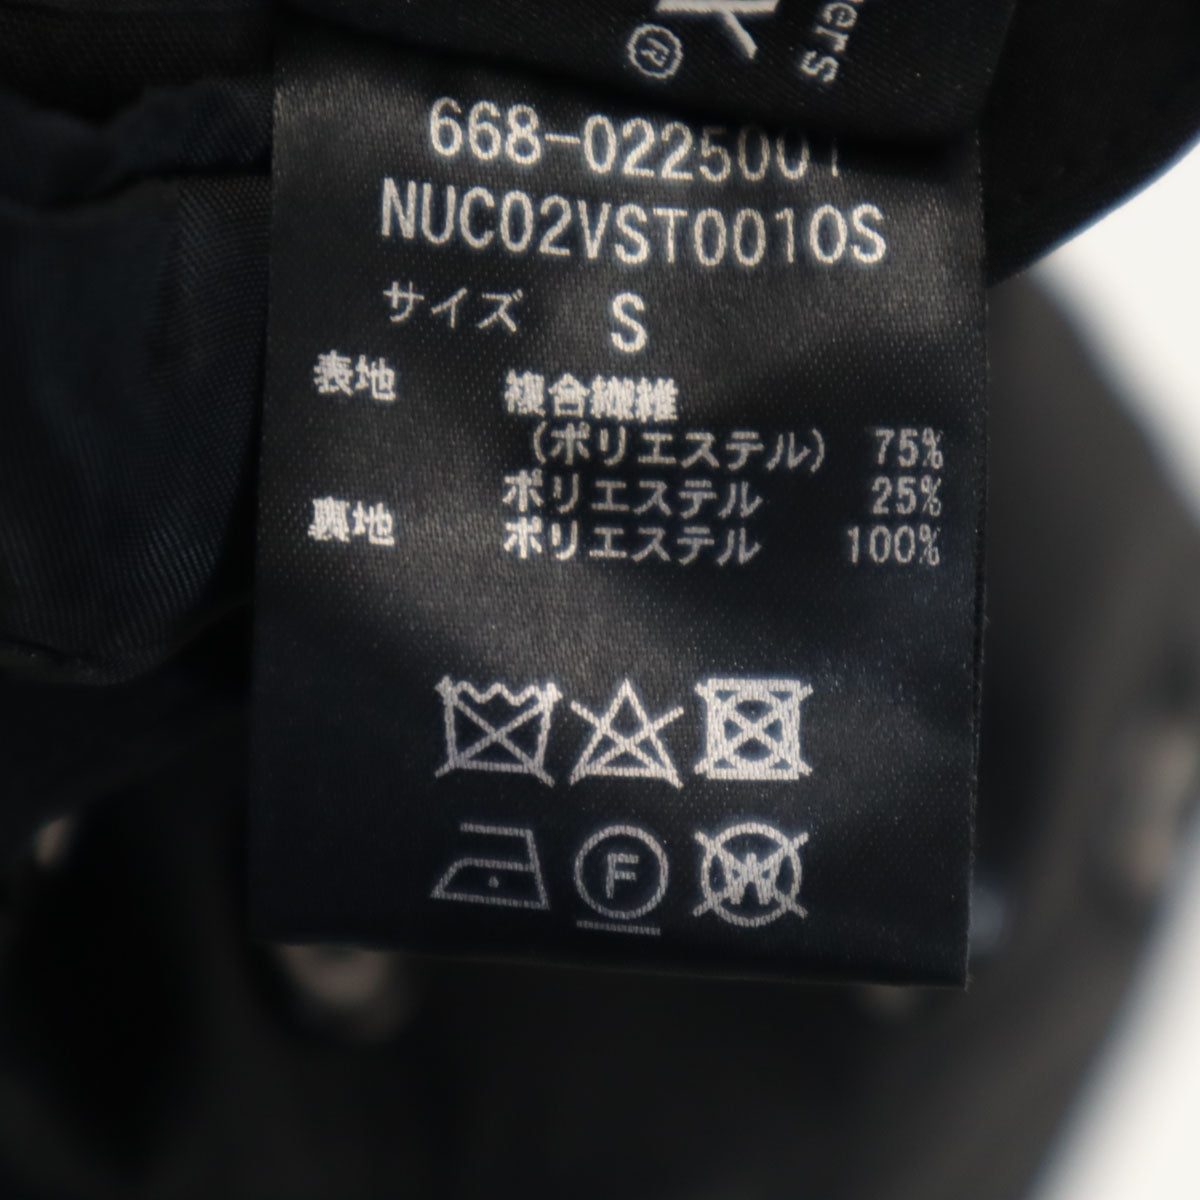 ®
668-0225001
NUC02VST0010S
サイズ S
表地 複合繊維
(ポリエステル) 75%
ポリエステル 25%
裏地 ポリエステル 100%
F
W